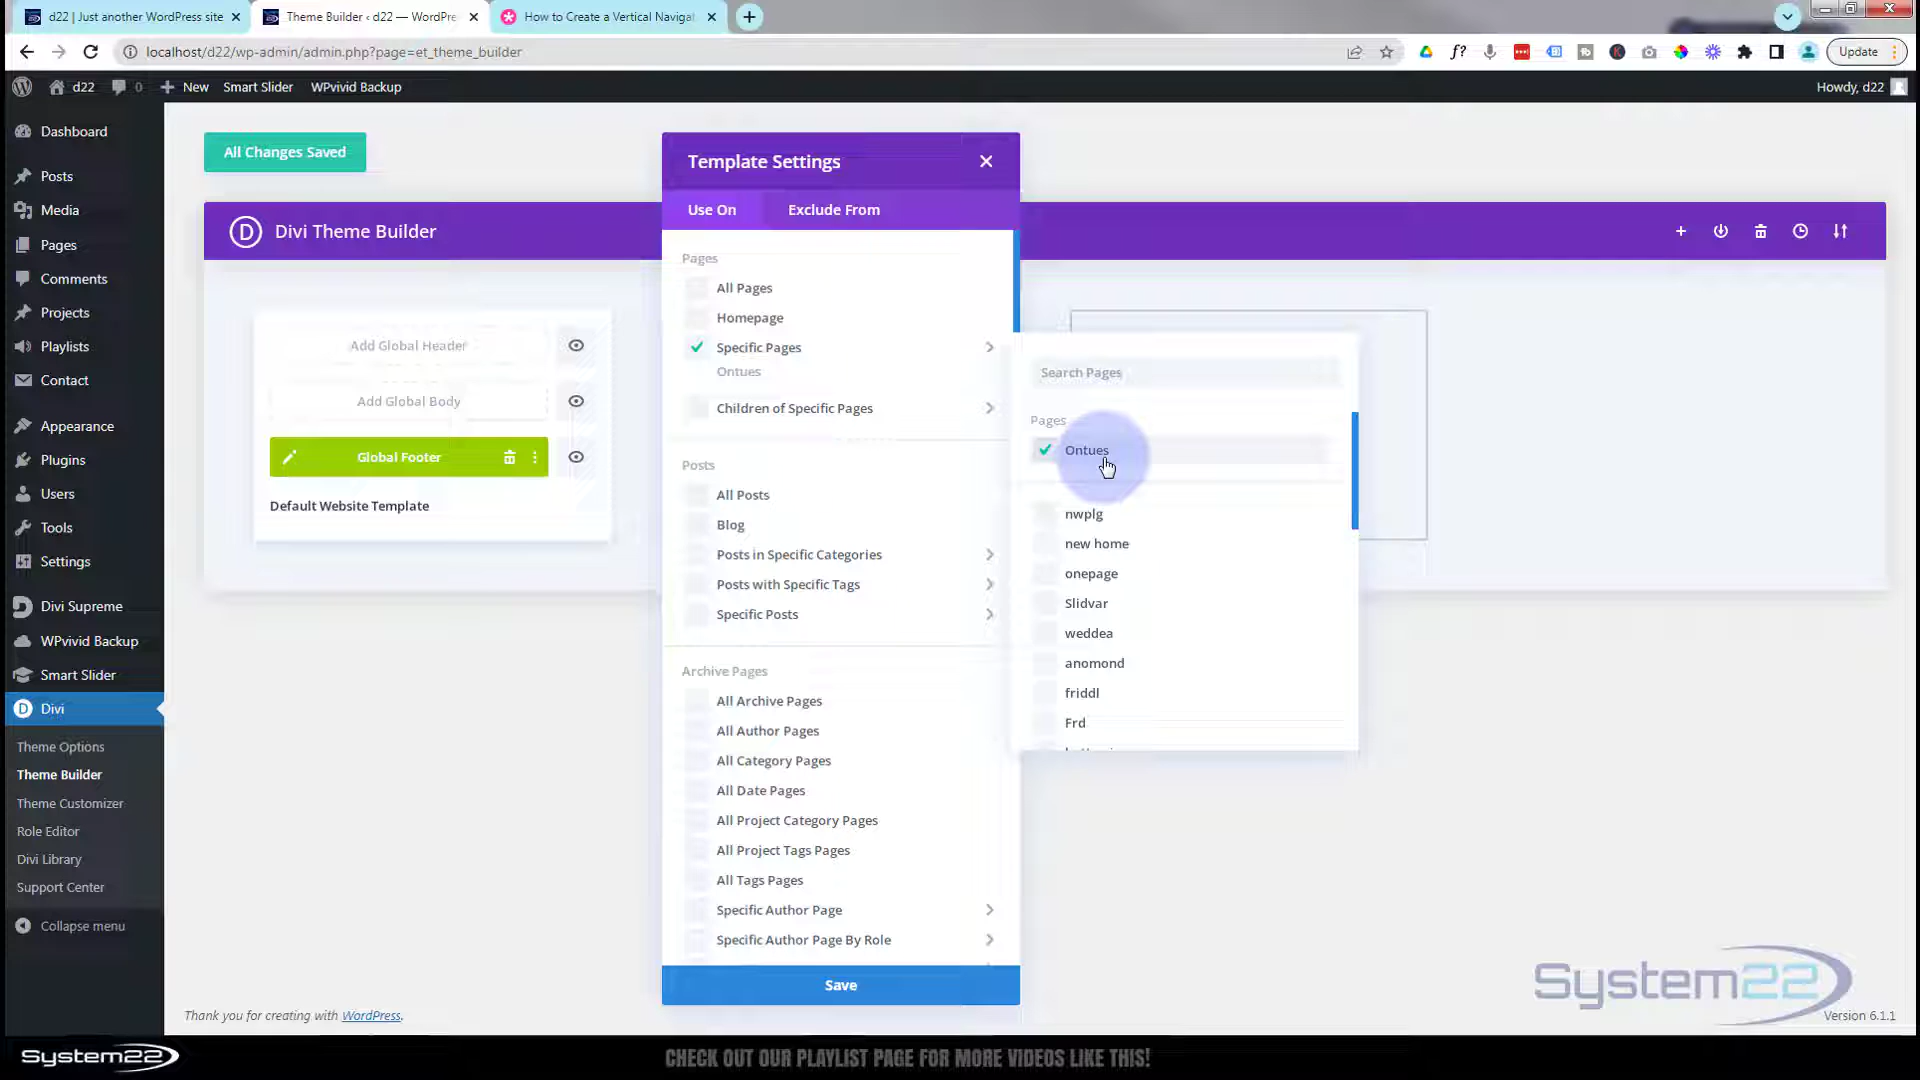 d22 | Just another WordPress site
Theme Builder ‹ d22 — WordPre
How to Create a Vertical Navigat
localhost/d22/wp-admin/admin.php?page=et_theme_builder
Update
d22
0
New
Smart Slider
WPvivid Backup
Howdy, d22
Dashboard
Posts
Media
Pages
Comments
Projects
Playlists
Contact
Appearance
Plugins
Users
Tools
Settings
Divi Supreme
WPvivid Backup
Smart Slider
Divi
Theme Options
Theme Builder
Theme Customizer
Role Editor
Divi Library
Support Center
Collapse menu
All Changes Saved
Divi Theme Builder
Add Global Header
Add Global Body
Global Footer
Default Website Template
Template Settings
Use On
Exclude From
Pages
All Pages
Homepage
Specific Pages
Ontues
Children of Specific Pages
Posts
All Posts
Blog
Posts in Specific Categories
Posts with Specific Tags
Specific Posts
Archive Pages
All Archive Pages
All Author Pages
All Category Pages
All Date Pages
All Project Category Pages
All Project Tags Pages
All Tags Pages
Specific Author Page
Specific Author Page By Role
Save
Search Pages
Pages
Ontues
nwplg
new home
onepage
Slidvar
weddea
anomond
friddl
Frd
Thank you for creating with WordPress.
System22
Version 6.1.1
System22
CHECK OUT OUR PLAYLIST PAGE FOR MORE VIDEOS LIKE THIS!